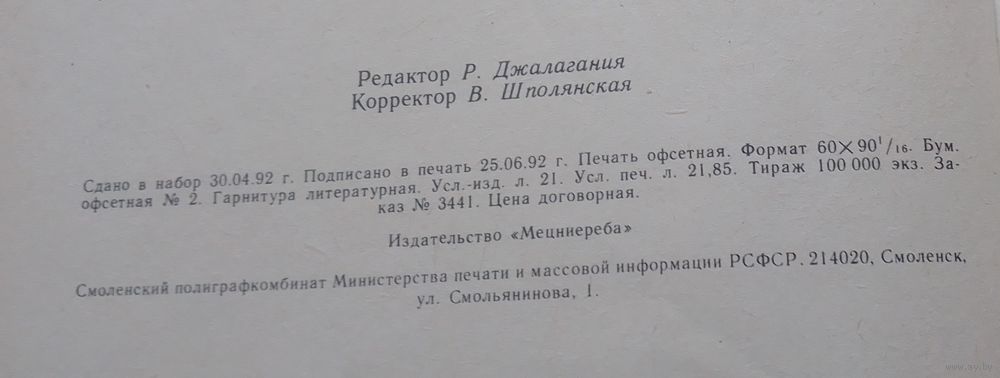 Редактор Р. Джалагания
Корректор В. Шполянская
Сдано в набор 30.04.92 г. Подписано в печать 25.06.92 г. Печать офсетная. Формат 60×90¹/₁₆. Бум.
офсетная № 2. Гарнитура литературная. Усл.-изд. л. 21. Усл. печ. л. 21,85. Тираж 100 000 экз. За-
каз № 3441. Цена договорная.
Издательство «Мецниереба»
Смоленский полиграфкомбинат Министерства печати и массовой информации РСФСР. 214020, Смоленск,
ул. Смольянинова, 1.
www.ay.by